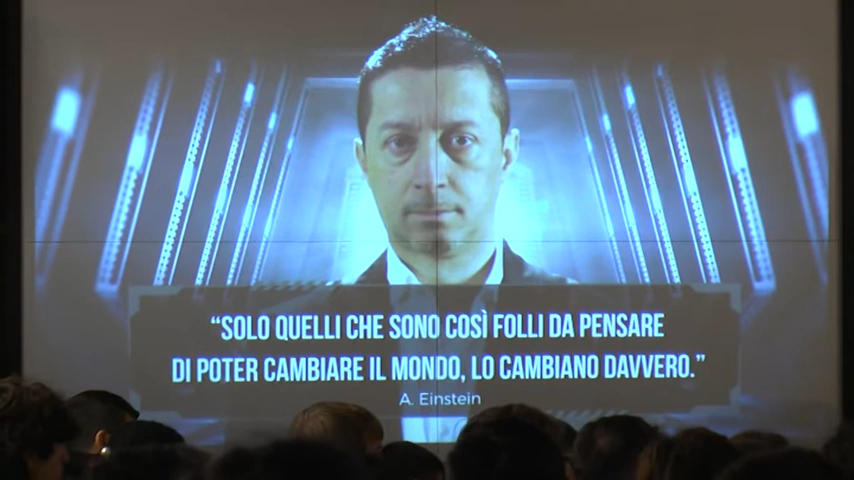 “SOLO QUELLI CHE SONO COSÌ FOLLI DA PENSARE
DI POTER CAMBIARE IL MONDO, LO CAMBIANO DAVVERO.”
A. Einstein